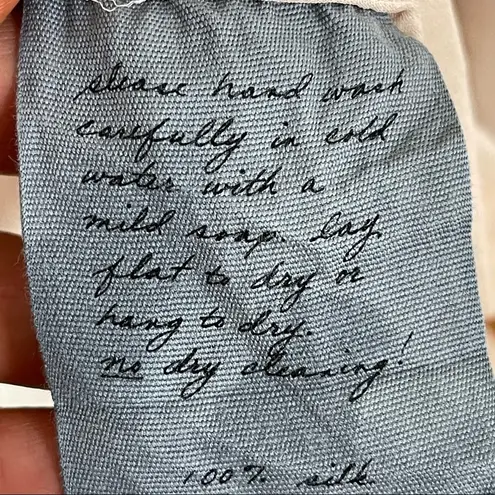 please hand wash
carefully in cold
water with a
mild soap. lay
flat to dry or
hang to dry.
no dry cleaning!
100% silk